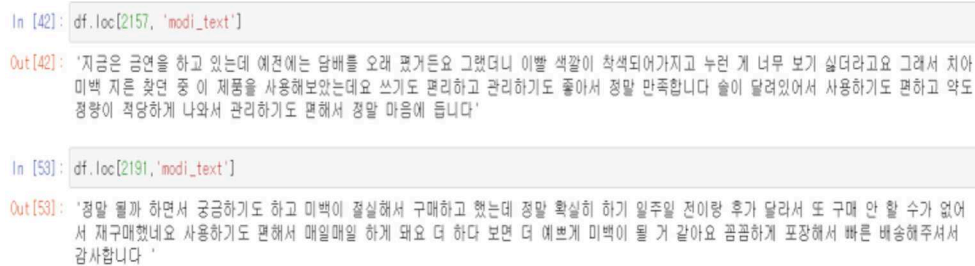 In [42]: df.loc[2157, 'modi_text']
Out[42]: '지금은 금연을 하고 있는데 예전에 담배를 오래 폈거든요 그랬더니 이빨 색깔이 착색되어가지고 누런 게 너무 보기 싫더라고요 그래서 치아
미백 지른 찾던 중 이 제품을 사용해보았는데요 쓰기도 편리하고 관리하기도 좋아서 정말 만족합니다 솔이 달려있어서 사용하기도 편하고 약도
정량이 적당하게 나와서 관리하기도 편해서 정말 마음에 듭니다'
In [53]: df.loc[2191,'modi_text']
Out[53]: '정말 될까 하면서 궁금하기도 하고 미백이 절실해서 구매하고 했는데 정말 확실히 하기 일주일 전이랑 후가 달라서 또 구매 안 할 수가 없어
서 재구매했네요 사용하기도 편해서 매일매일 하게 돼요 더 하다 보면 더 예쁘게 미백이 될 거 같아요 꼼꼼하게 포장해서 빠른 배송해주셔서
감사합니다 '